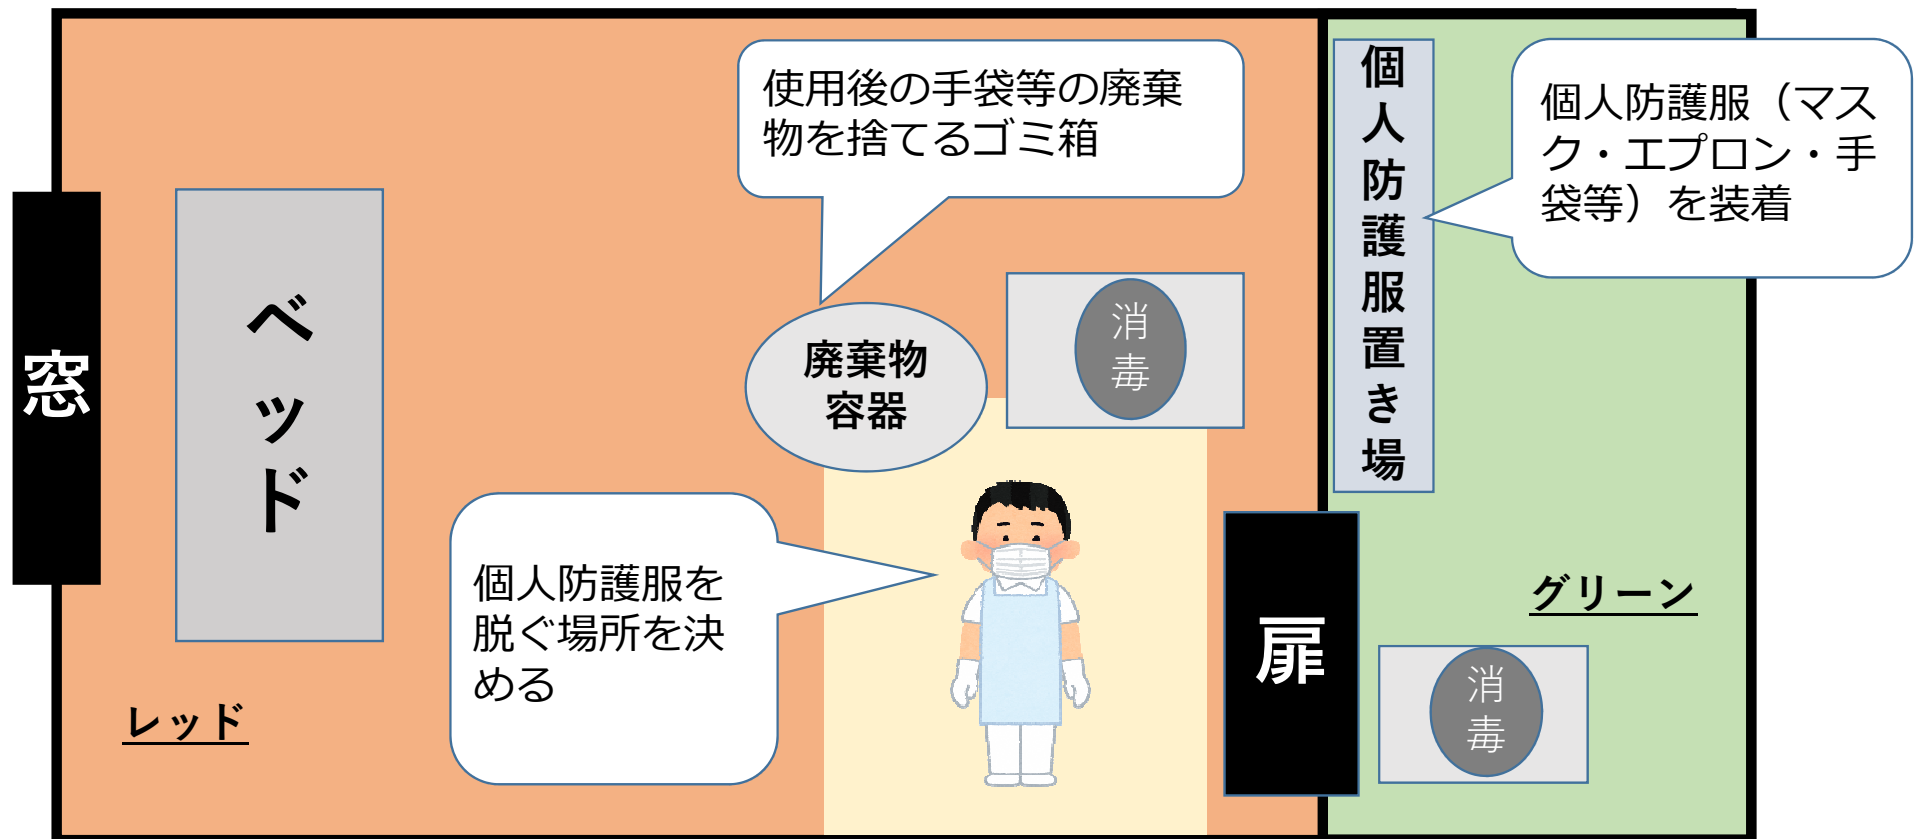 使用後の手袋等の廃棄
物を捨てるゴミ箱
個人防護服置き場
個人防護服（マス
ク・エプロン・手
袋等）を装着
窓
ベッド
廃棄物
容器
消毒
個人防護服を
脱ぐ場所を決
める
扉
グリーン
消毒
レッド